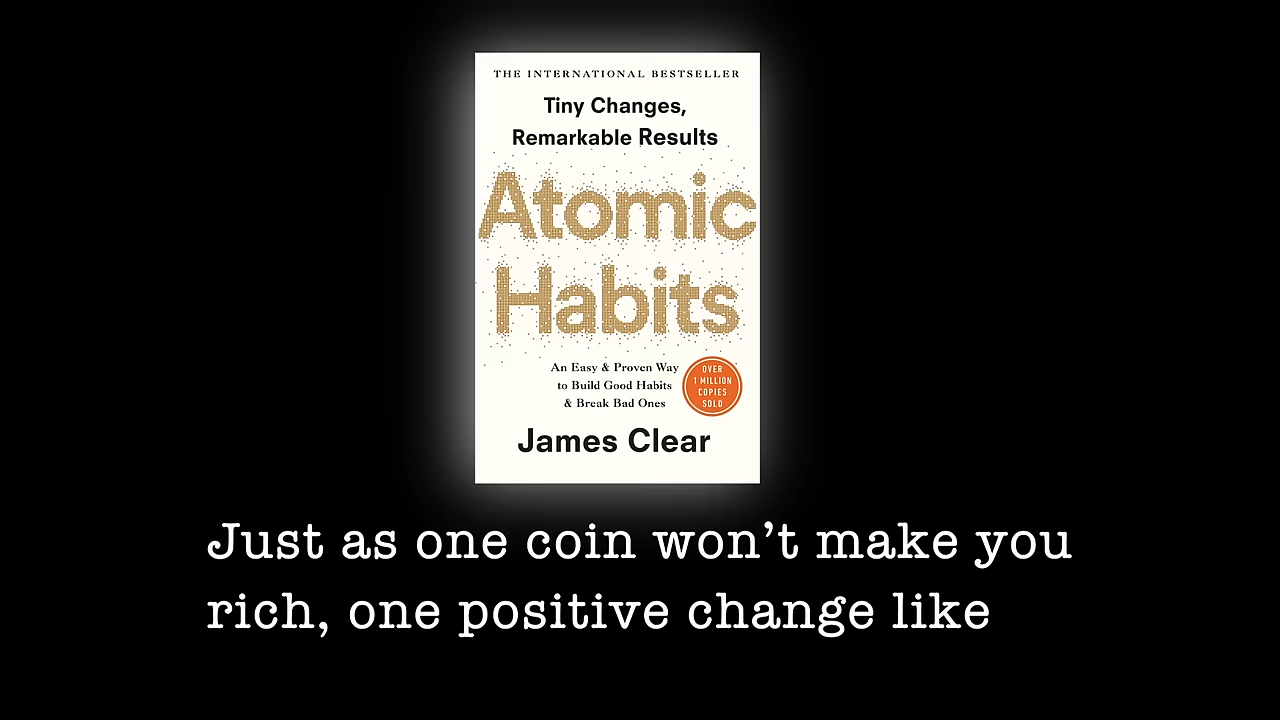 THE INTERNATIONAL BESTSELLER
Tiny Changes,
Remarkable Results
Atomic
Habits
An Easy & Proven Way
to Build Good Habits
& Break Bad Ones
OVER
1 MILLION
COPIES
SOLD
James Clear
Just as one coin won’t make you
rich, one positive change like